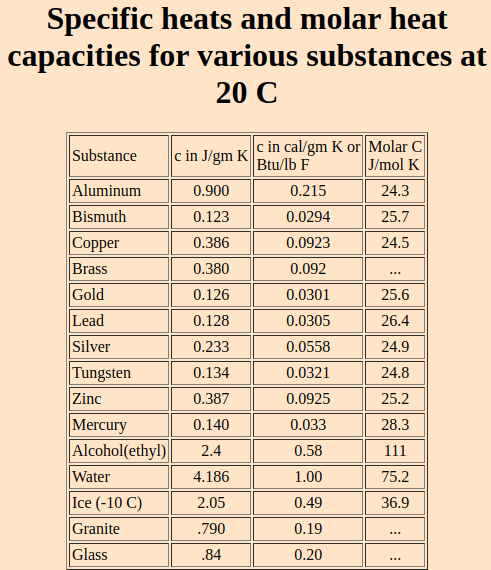 Specific heats and molar heat
capacities for various substances at
20 C
Substance c in J/gm K c in cal/gm K or Btu/lb F Molar C J/mol K
Aluminum 0.900 0.215 24.3
Bismuth 0.123 0.0294 25.7
Copper 0.386 0.0923 24.5
Brass 0.380 0.092 ...
Gold 0.126 0.0301 25.6
Lead 0.128 0.0305 26.4
Silver 0.233 0.0558 24.9
Tungsten 0.134 0.0321 24.8
Zinc 0.387 0.0925 25.2
Mercury 0.140 0.033 28.3
Alcohol(ethyl) 2.4 0.58 111
Water 4.186 1.00 75.2
Ice (-10 C) 2.05 0.49 36.9
Granite .790 0.19 ...
Glass .84 0.20 ...